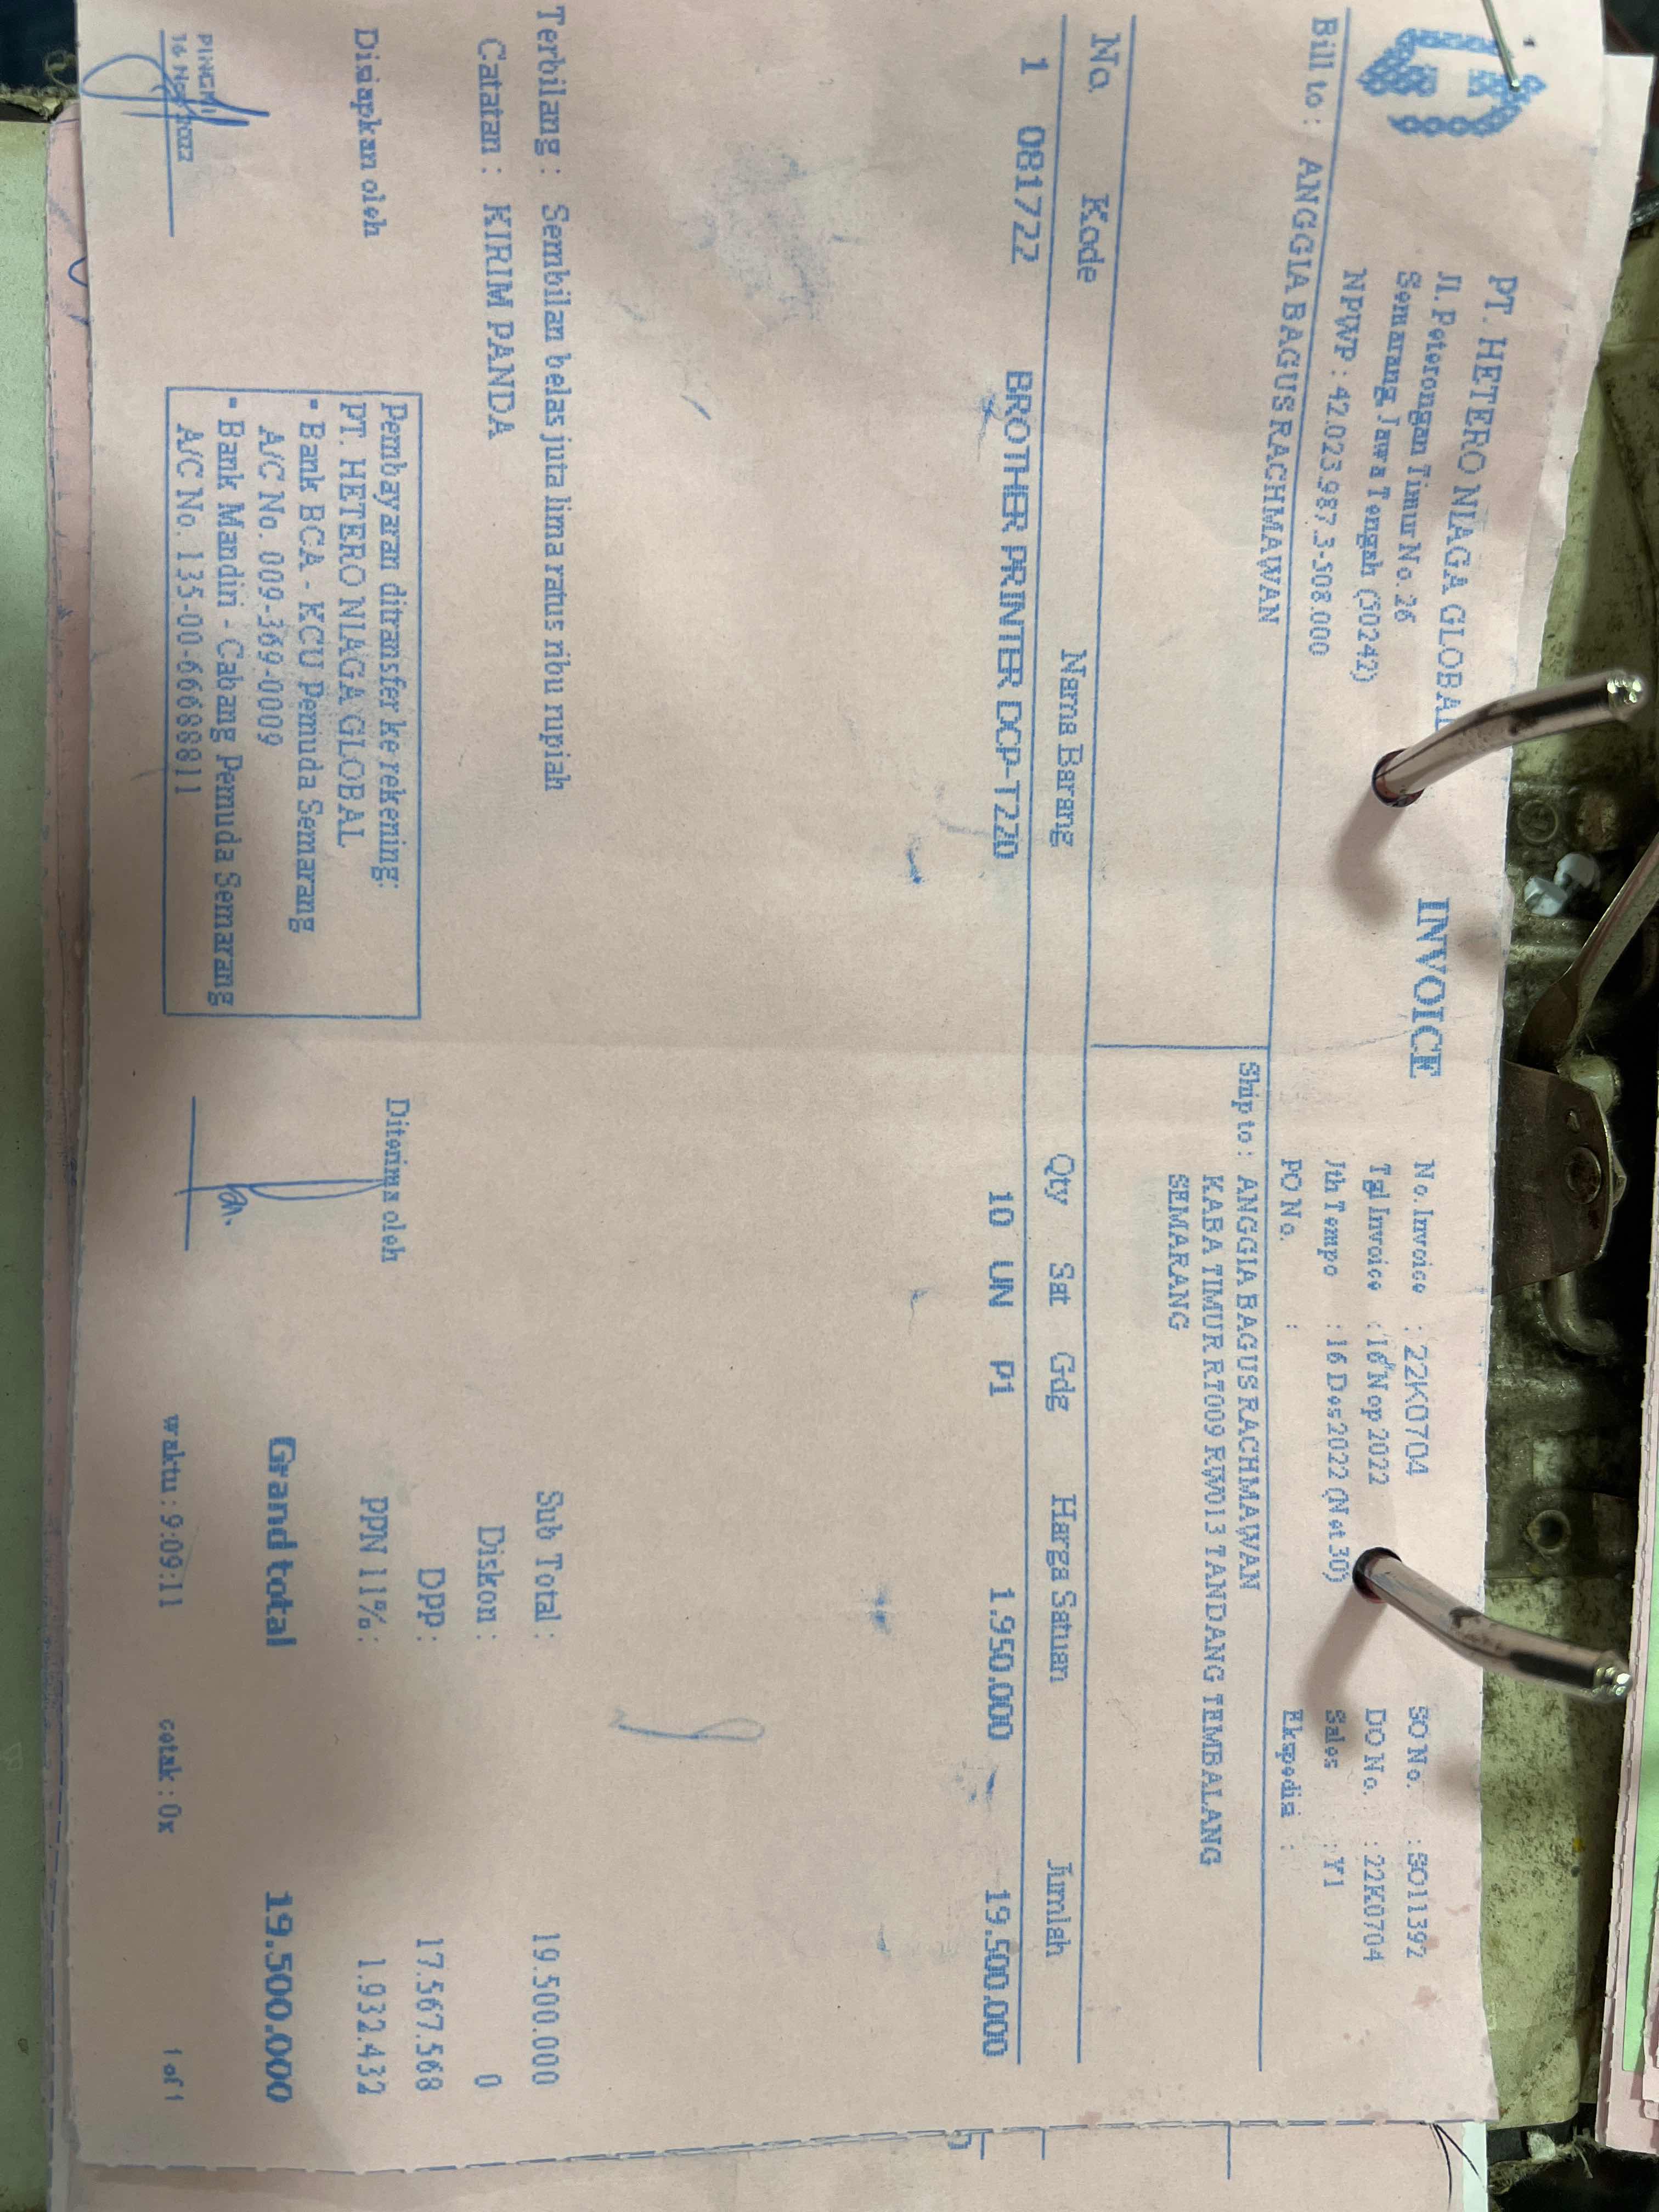 PT. HETERO NIAGA GLOBAL
Jl. Peterongan Timur No. 26
Semarang, Jawa Tengah (50242)
NPWP : 42.023.987.3-508.000
INVOICE
No. Invoice : 22K0704
Tgl Invoice : 16 Nop 2022
Jth Tempo : 16 Des 2022 (Net 30)
PO No. :
SO No. : SO11397
DO No. : 22K0704
Sales : Y1
Ekspedisi :
Bill to : ANGGIA BAGUS RACHMAWAN
Ship to : ANGGIA BAGUS RACHMAWAN
KABA TIMUR RT009 RW013 TANDANG TEMBALANG
SEMARANG
No. Kode Nama Barang Qty Sat Gdg Harga Satuan Jumlah
1 081722 BROTHER PRINTER DCP-T220 10 UN P1 1.950.000 19.500.000
Terbilang : Sembilan belas juta lima ratus ribu rupiah
Catatan : KIRIM PANDA
Sub Total : 19.500.000
Diskon : 0
DPP : 17.567.568
PPN 11% : 1.932.432
Grand total 19.500.000
Disiapkan oleh
16 Nop 2022
Pembayaran ditransfer ke rekening:
PT. HETERO NIAGA GLOBAL
- Bank BCA - KCU Pemuda Semarang
A/C No. 009-369-0009
- Bank Mandiri - Cabang Pemuda Semarang
A/C No. 135-00-6668811
Diterima oleh
waktu : 9:09:11 cetak : 0x 1 of 1